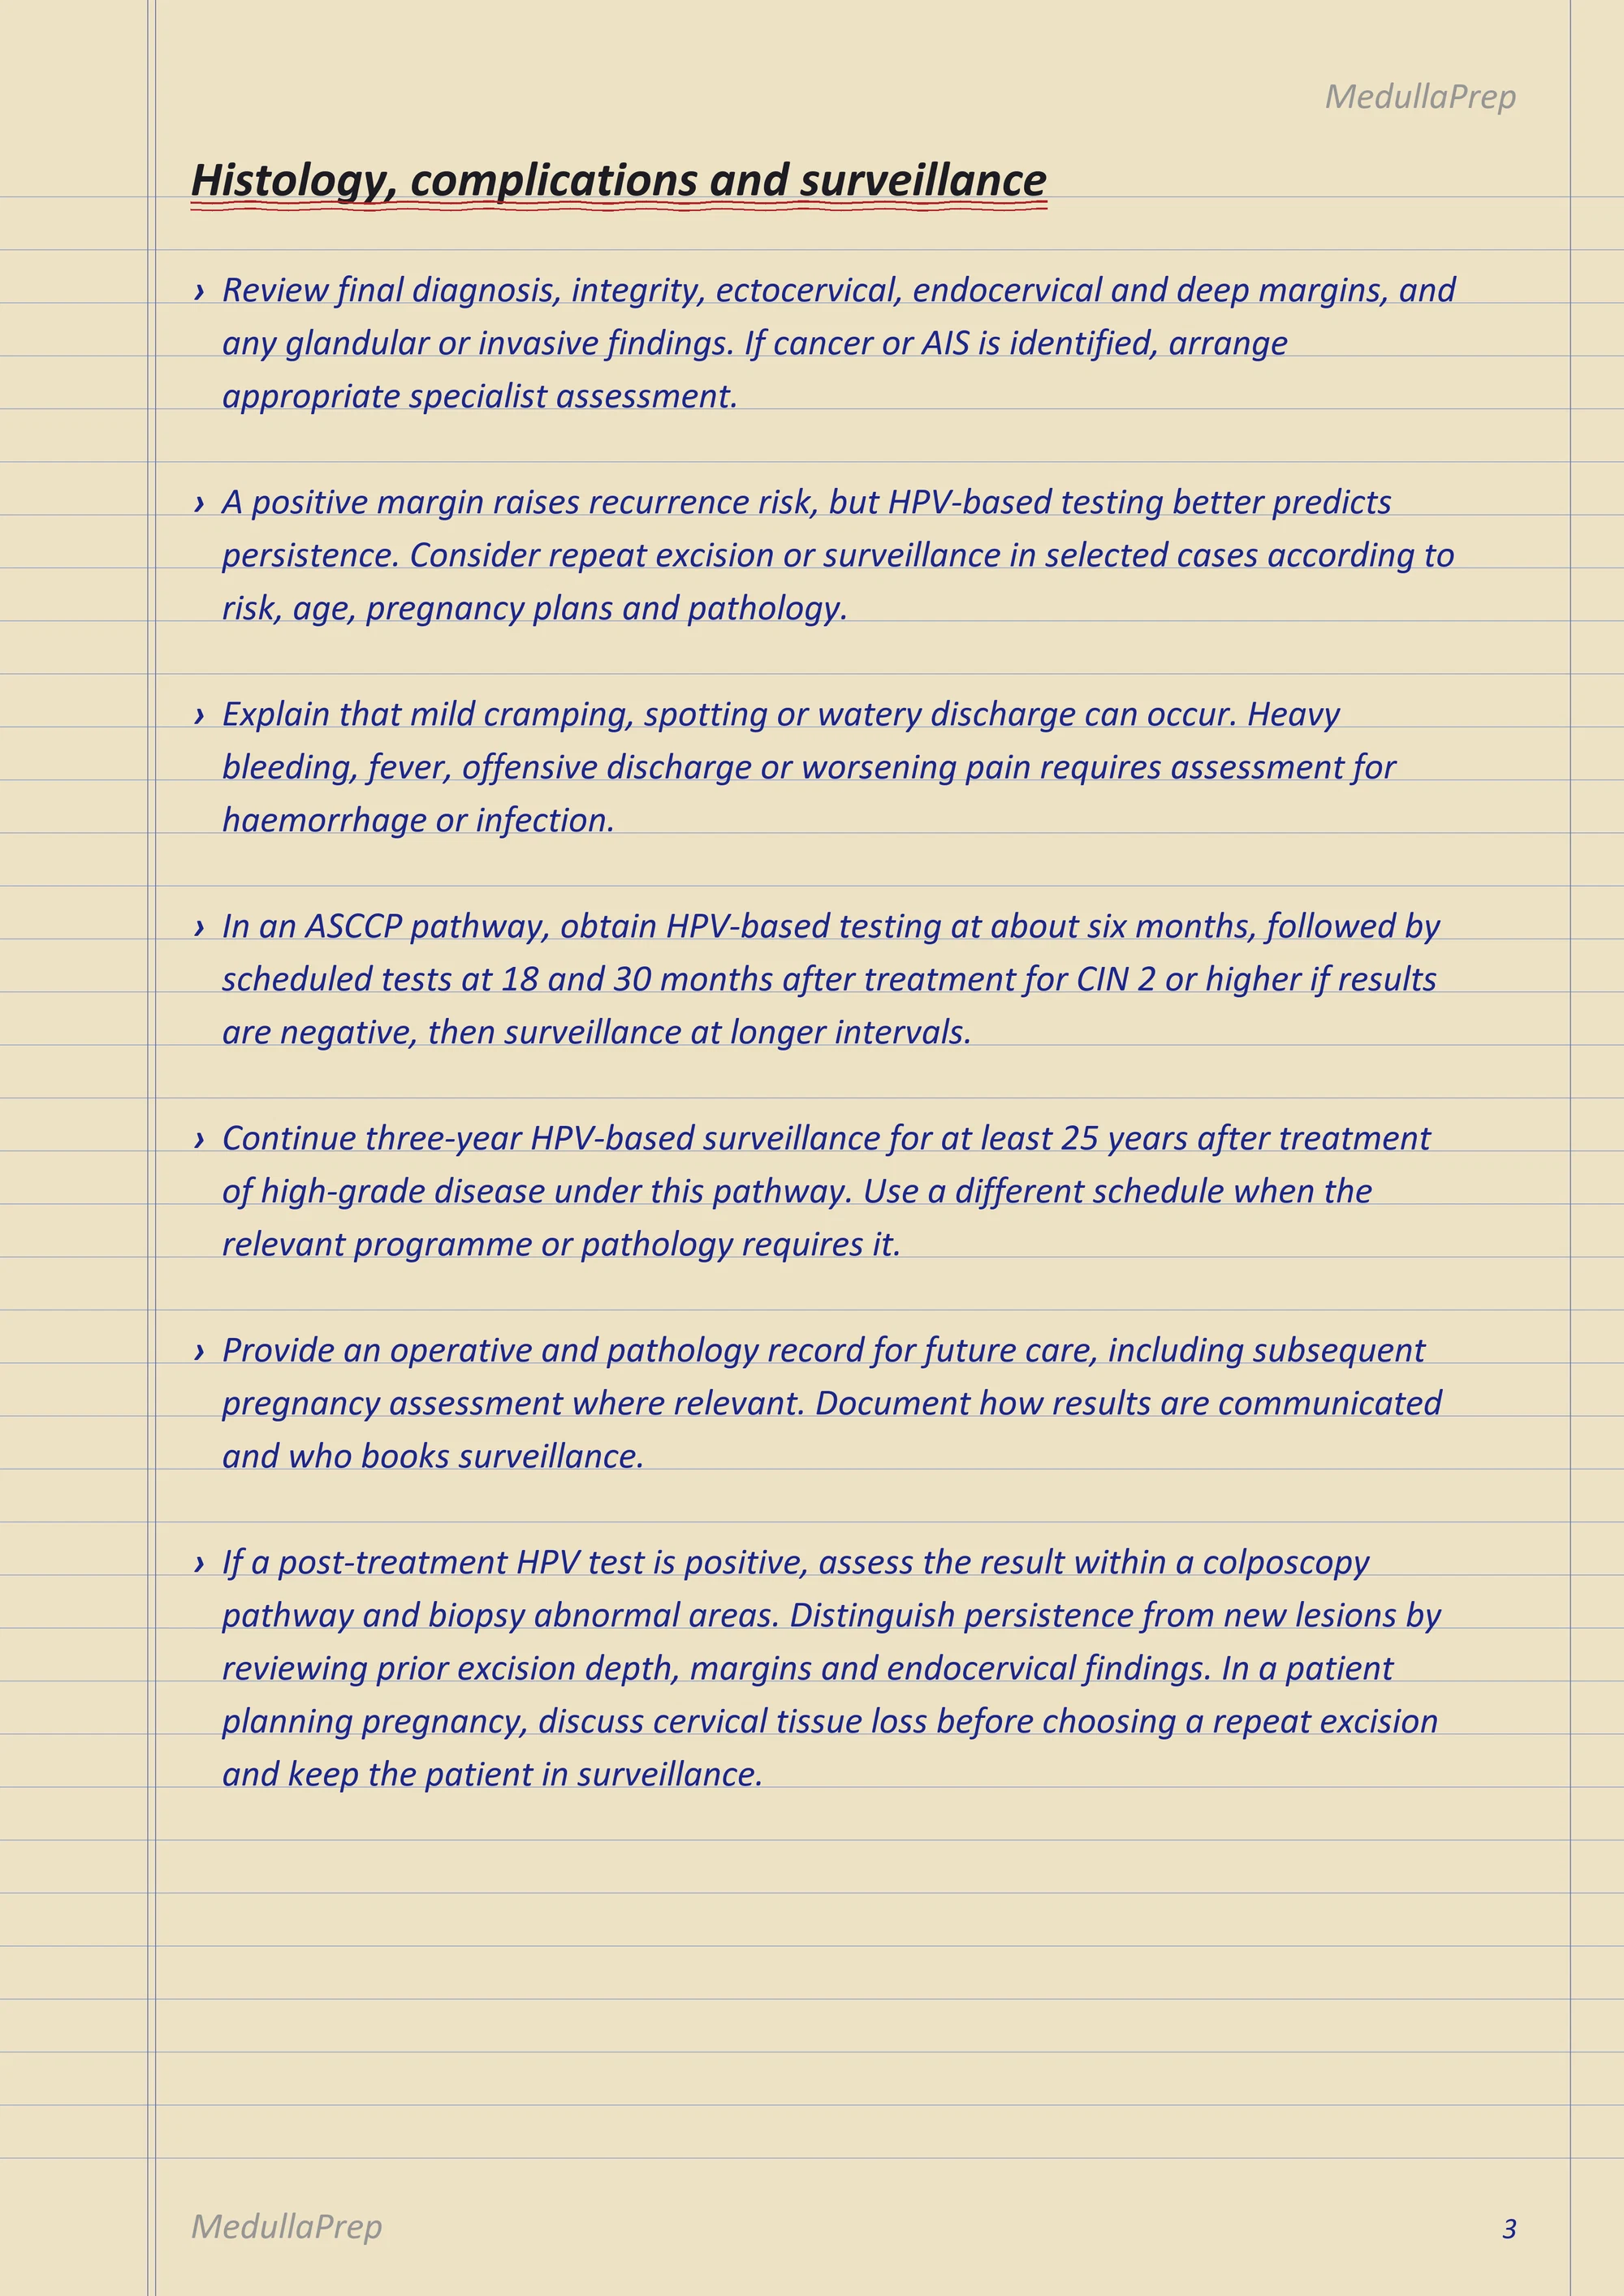 MedullaPrep
Histology, complications and surveillance
› Review final diagnosis, integrity, ectocervical, endocervical and deep margins, and
any glandular or invasive findings. If cancer or AIS is identified, arrange
appropriate specialist assessment.
› A positive margin raises recurrence risk, but HPV-based testing better predicts
persistence. Consider repeat excision or surveillance in selected cases according to
risk, age, pregnancy plans and pathology.
› Explain that mild cramping, spotting or watery discharge can occur. Heavy
bleeding, fever, offensive discharge or worsening pain requires assessment for
haemorrhage or infection.
› In an ASCCP pathway, obtain HPV-based testing at about six months, followed by
scheduled tests at 18 and 30 months after treatment for CIN 2 or higher if results
are negative, then surveillance at longer intervals.
› Continue three-year HPV-based surveillance for at least 25 years after treatment
of high-grade disease under this pathway. Use a different schedule when the
relevant programme or pathology requires it.
› Provide an operative and pathology record for future care, including subsequent
pregnancy assessment where relevant. Document how results are communicated
and who books surveillance.
› If a post-treatment HPV test is positive, assess the result within a colposcopy
pathway and biopsy abnormal areas. Distinguish persistence from new lesions by
reviewing prior excision depth, margins and endocervical findings. In a patient
planning pregnancy, discuss cervical tissue loss before choosing a repeat excision
and keep the patient in surveillance.
MedullaPrep
3